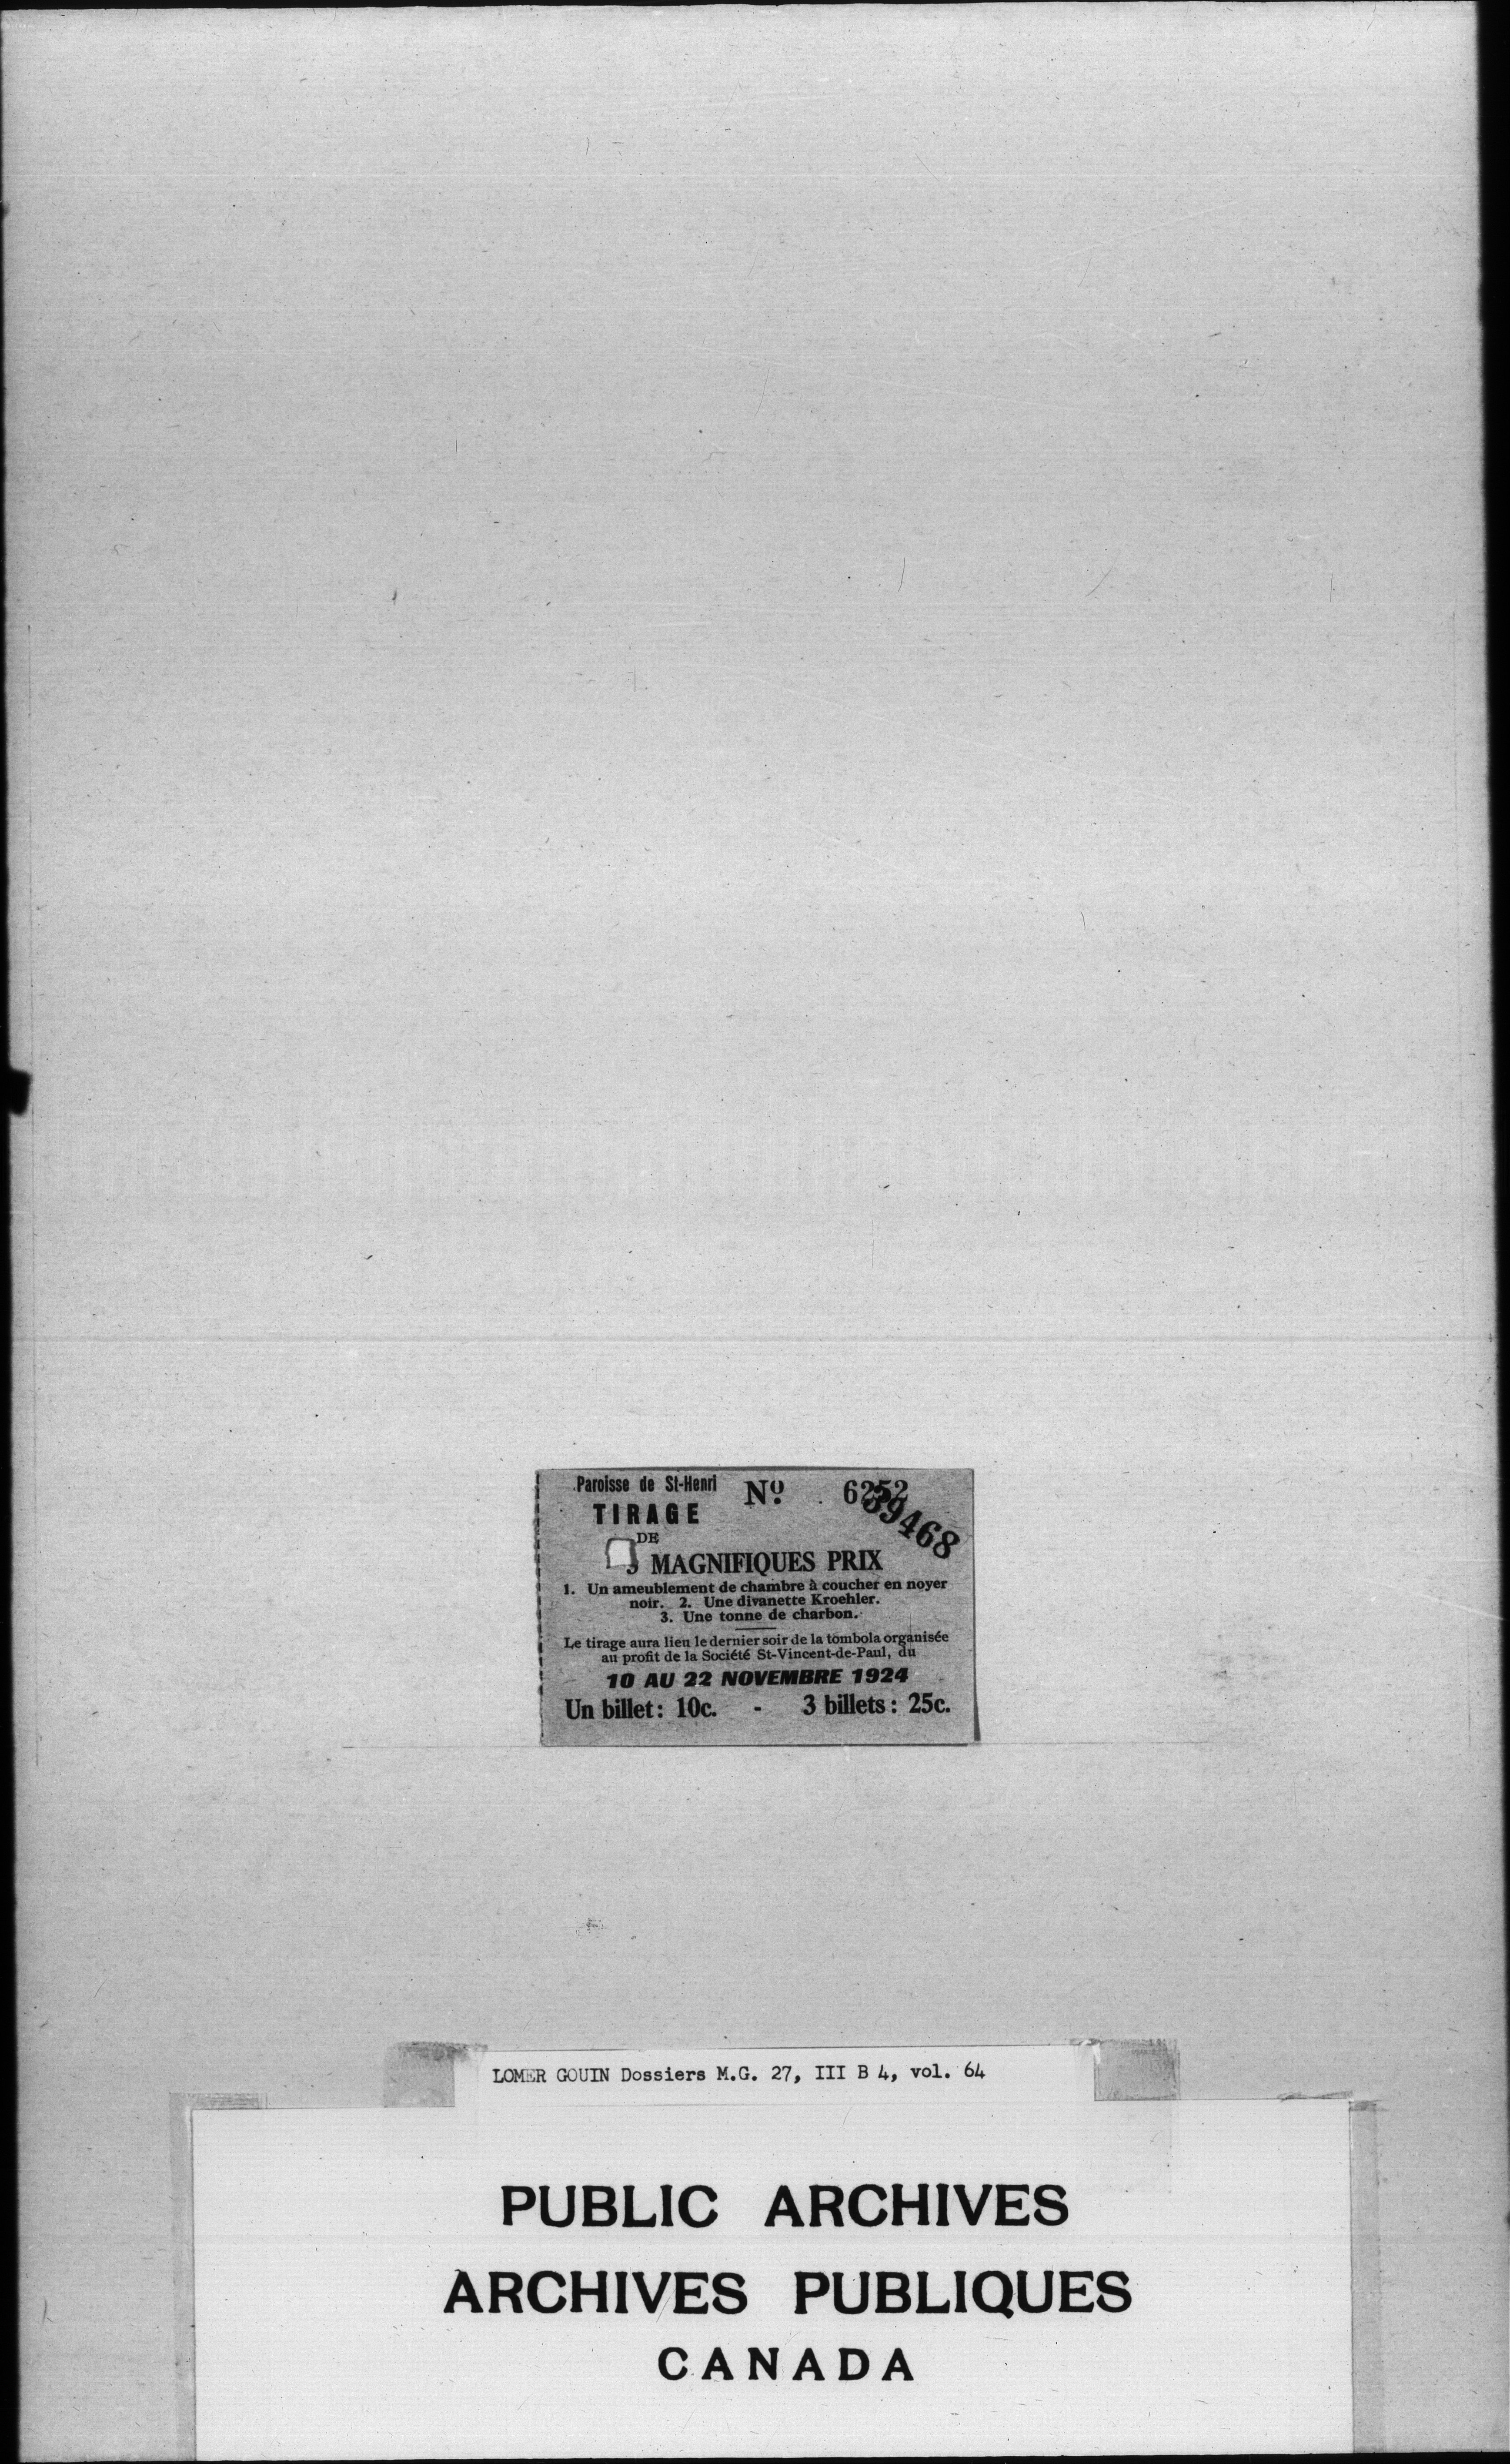 Paroisse de St-Henri Nº. 6252
39468
TIRAGE
DE
3 MAGNIFIQUES PRIX
1. Un ameublement de chambre à coucher en noyer
noir. 2. Une divanette Kroehler.
3. Une tonne de charbon.
Le tirage aura lieu le dernier soir de la tombola organisée
au profit de la Société St-Vincent-de-Paul, du
10 AU 22 NOVEMBRE 1924
Un billet: 10c. - 3 billets: 25c.
LOMER GOUIN Dossiers M.G. 27, III B 4, vol. 64
PUBLIC ARCHIVES
ARCHIVES PUBLIQUES
CANADA